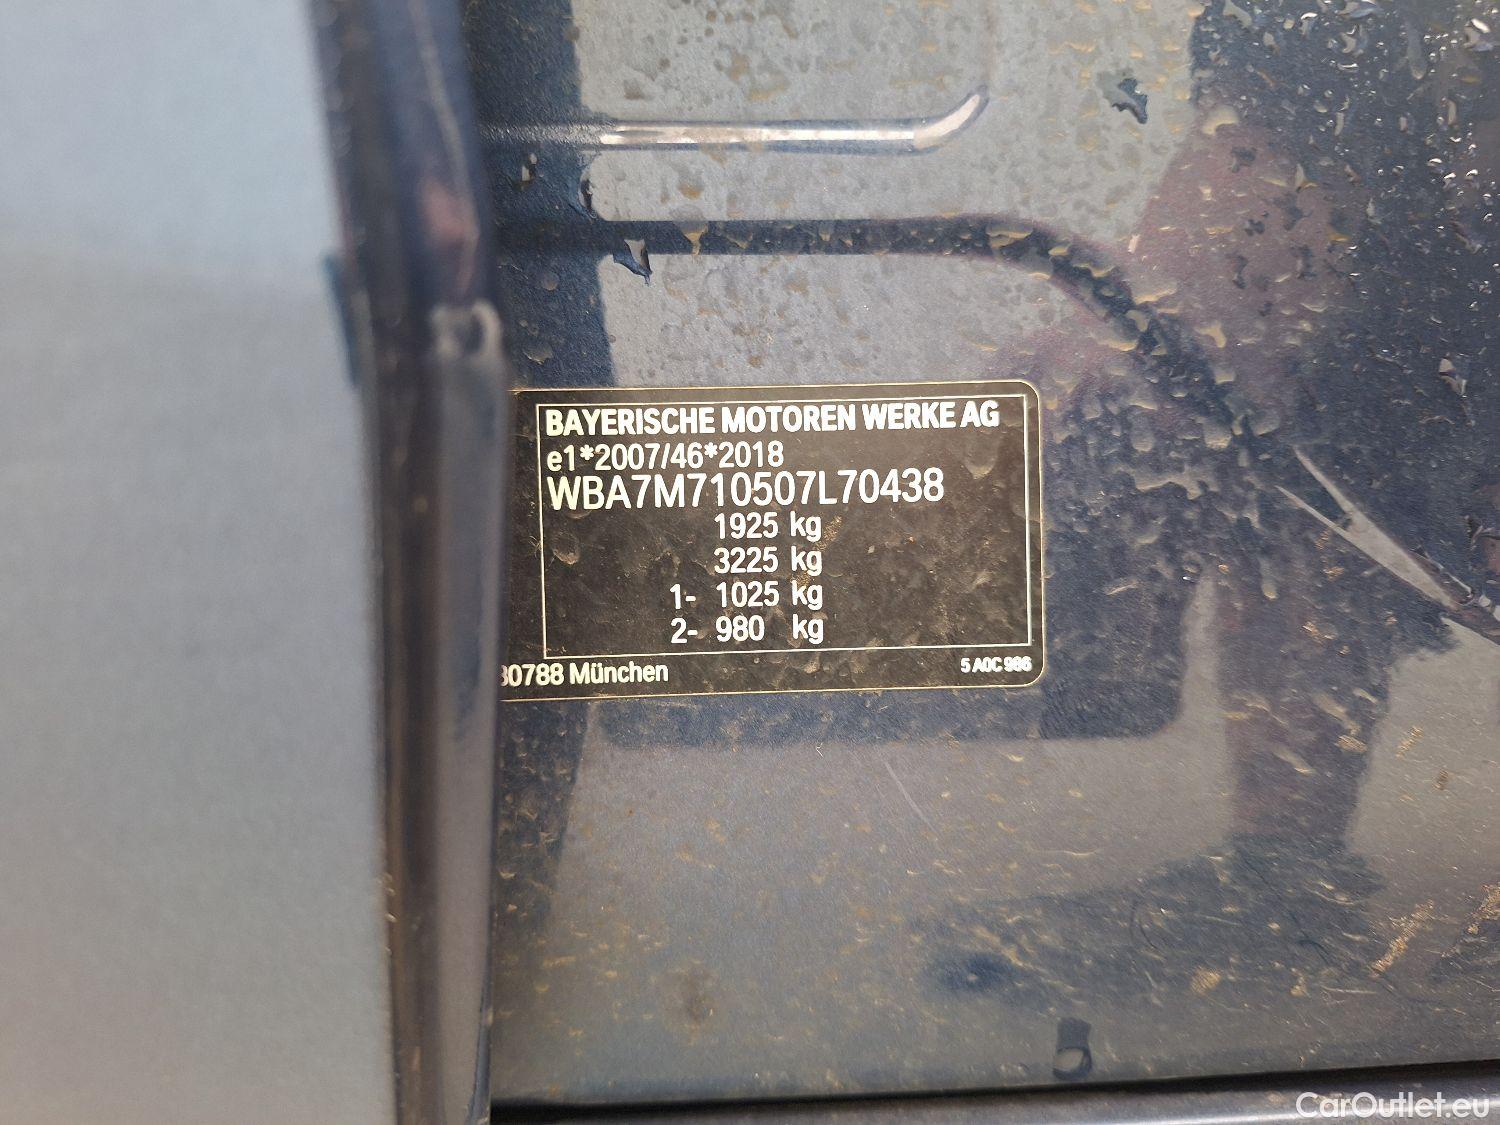 BAYERISCHE MOTOREN WERKE AG
e1*2007/46*2018
WBA7M710507L70438
1925 kg
3225 kg
1- 1025 kg
2- 980 kg
80788 München
5 A0C 986
CarOutlet.eu